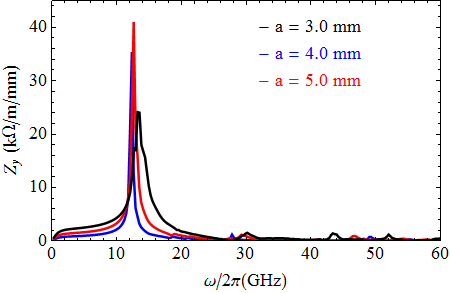 40
30
20
10
0
Z_y (kΩ/m/mm)
− a = 3.0 mm
− a = 4.0 mm
− a = 5.0 mm
0 10 20 30 40 50 60
ω/2π(GHz)